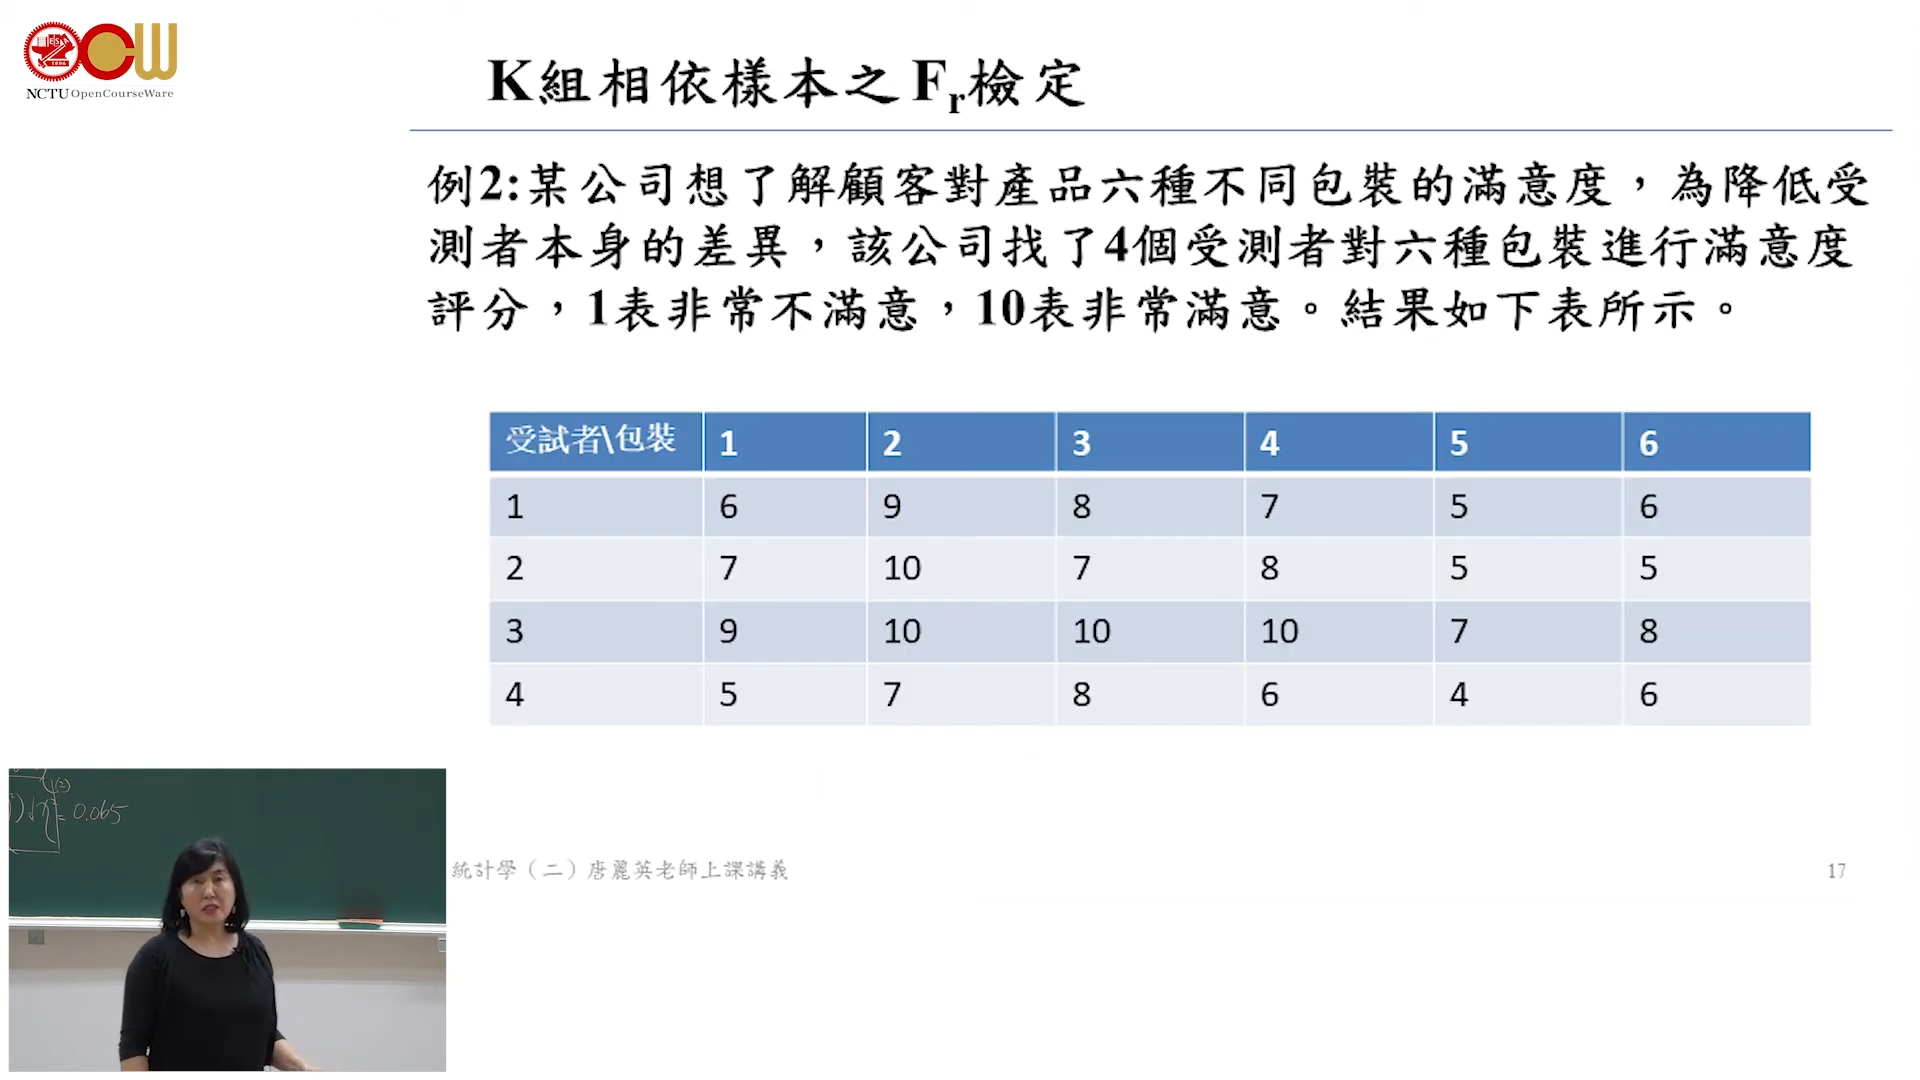 NCTU OpenCourseWare
K組相依樣本之Fr檢定
例2:某公司想了解顧客對產品六種不同包裝的滿意度，為降低受
測者本身的差異，該公司找了4個受測者對六種包裝進行滿意度
評分，1表非常不滿意，10表非常滿意。結果如下表所示。
受試者\包裝 1 2 3 4 5 6
1 6 9 8 7 5 6
2 7 10 7 8 5 5
3 9 10 10 10 7 8
4 5 7 8 6 4 6
= 0.065
統計學（二）唐麗英老師上課講義
17